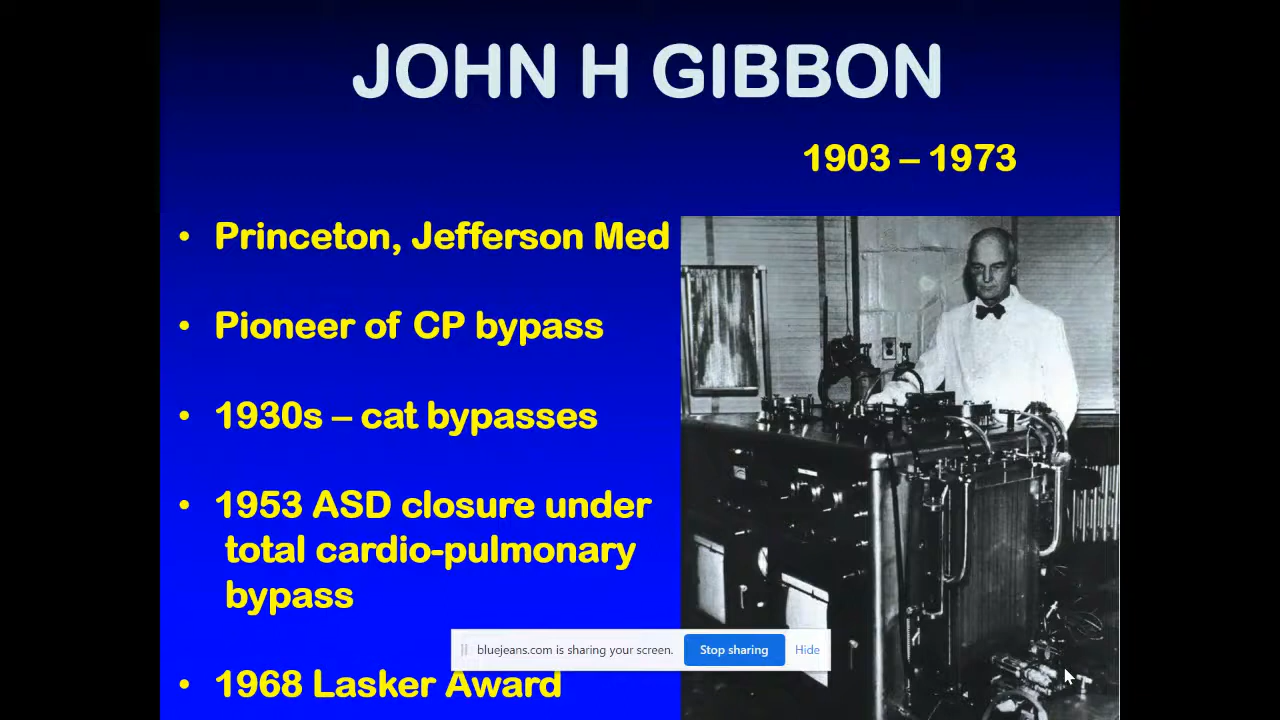 JOHN H GIBBON
1903 – 1973
• Princeton, Jefferson Med
• Pioneer of CP bypass
• 1930s – cat bypasses
• 1953 ASD closure under
total cardio-pulmonary
bypass
bluejeans.com is sharing your screen. Stop sharing Hide
• 1968 Lasker Award